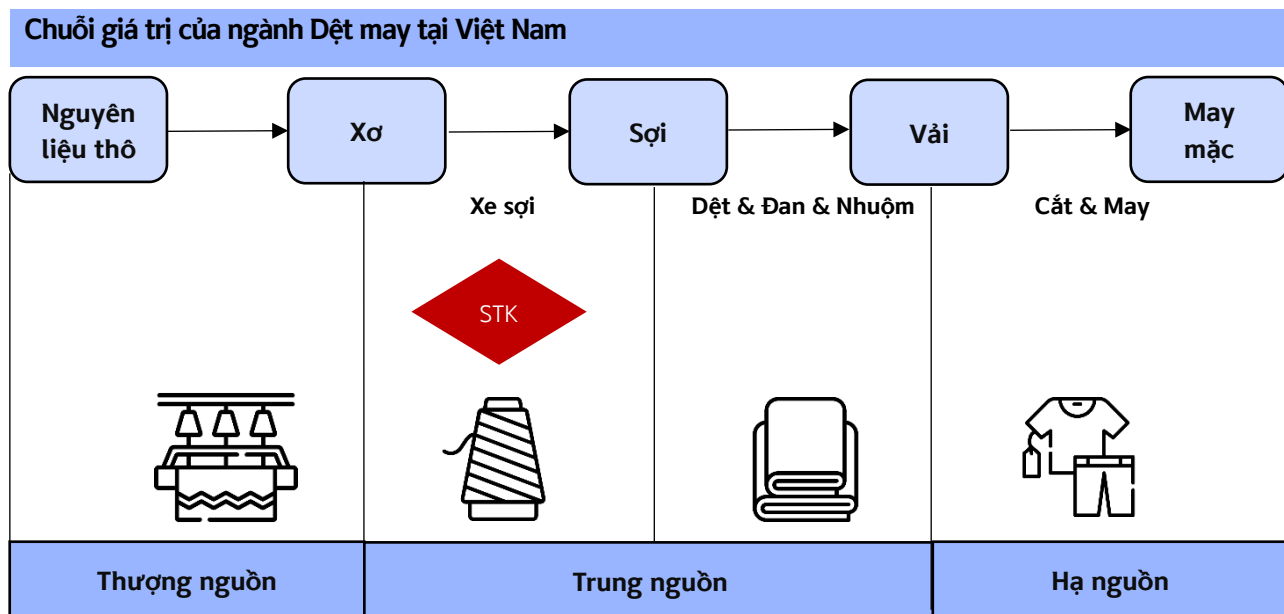 Chuỗi giá trị của ngành Dệt may tại Việt Nam
Nguyên
liệu thô
Xơ
Sợi
Vải
May
mặc
Xe sợi
Dệt & Đan & Nhuộm
Cắt & May
STK
Thượng nguồn
Trung nguồn
Hạ nguồn